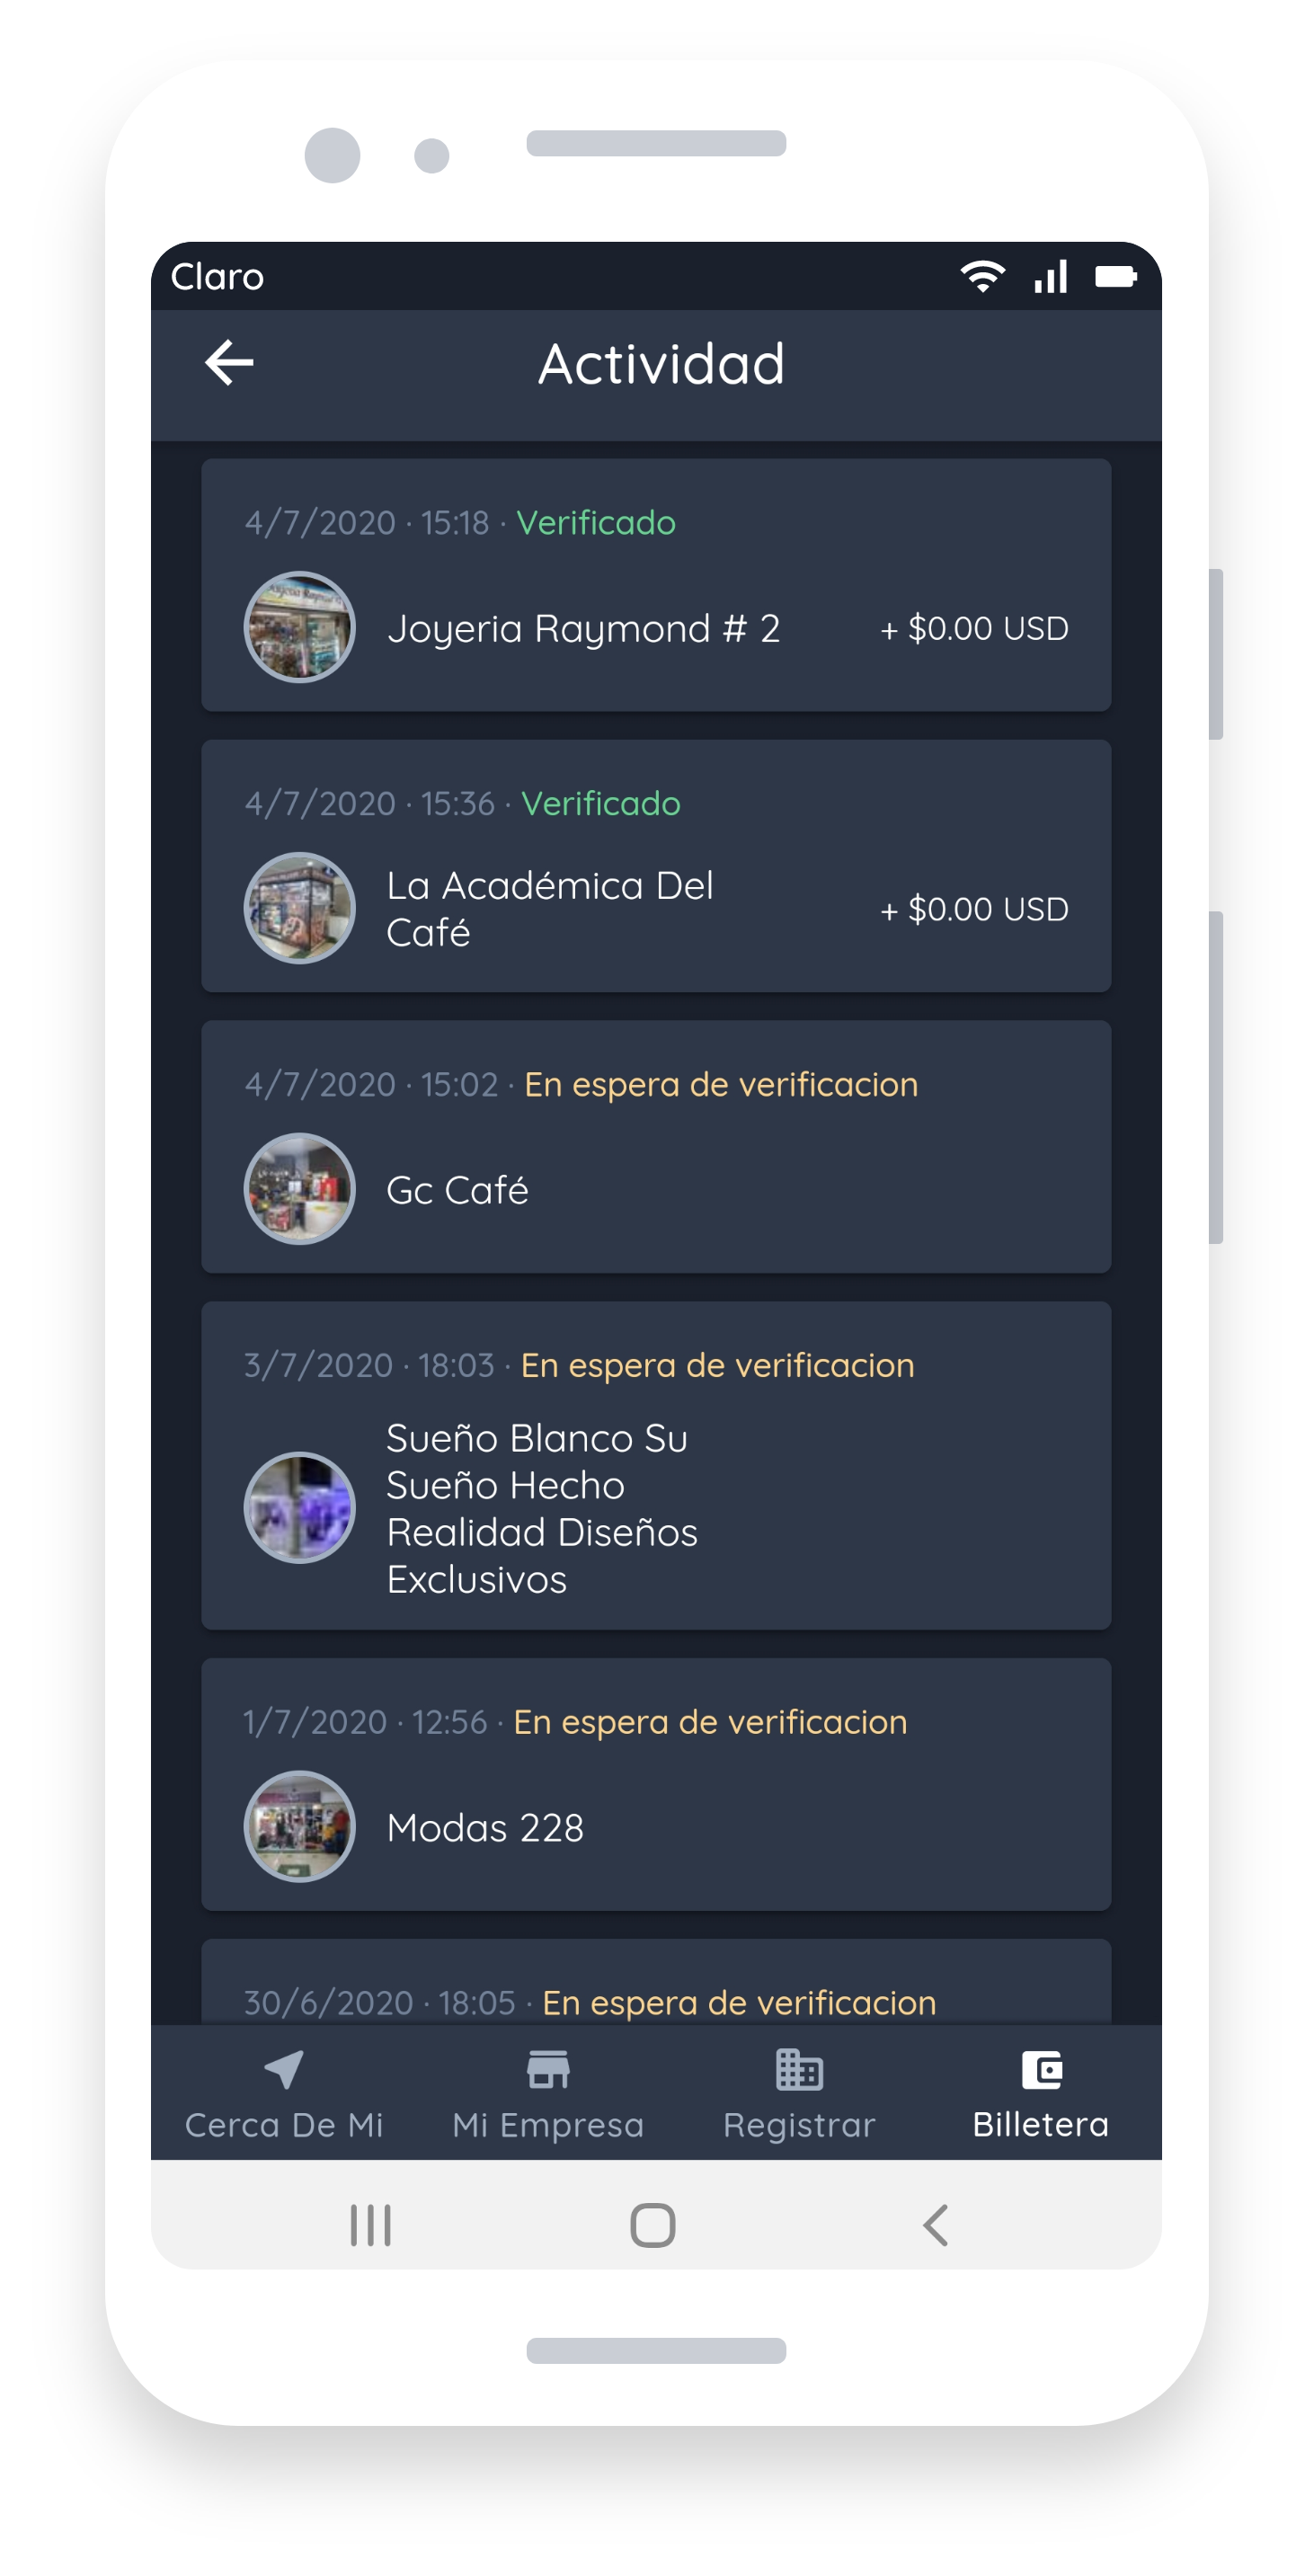 Claro
Actividad
4/7/2020 · 15:18 · Verificado
Joyeria Raymond # 2
+ $0.00 USD
4/7/2020 · 15:36 · Verificado
La Académica Del
Café
+ $0.00 USD
4/7/2020 · 15:02 · En espera de verificacion
Gc Café
3/7/2020 · 18:03 · En espera de verificacion
Sueño Blanco Su
Sueño Hecho
Realidad Diseños
Exclusivos
1/7/2020 · 12:56 · En espera de verificacion
Modas 228
30/6/2020 · 18:05 · En espera de verificacion
Cerca De Mi
Mi Empresa
Registrar
Billetera